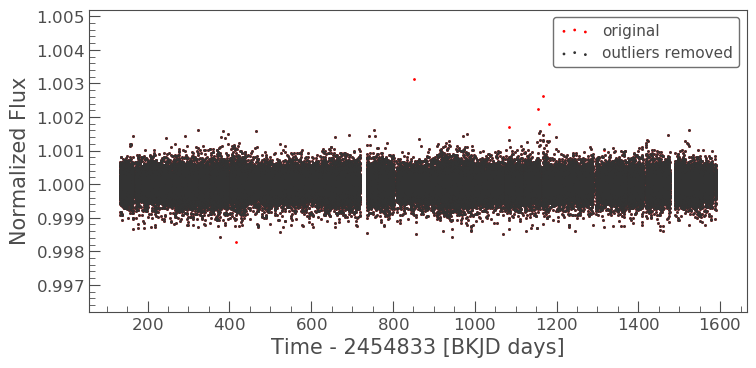 1.005
1.004
1.003
1.002
1.001
1.000
0.999
0.998
0.997
Normalized Flux
original
outliers removed
200 400 600 800 1000 1200 1400 1600
Time - 2454833 [BKJD days]